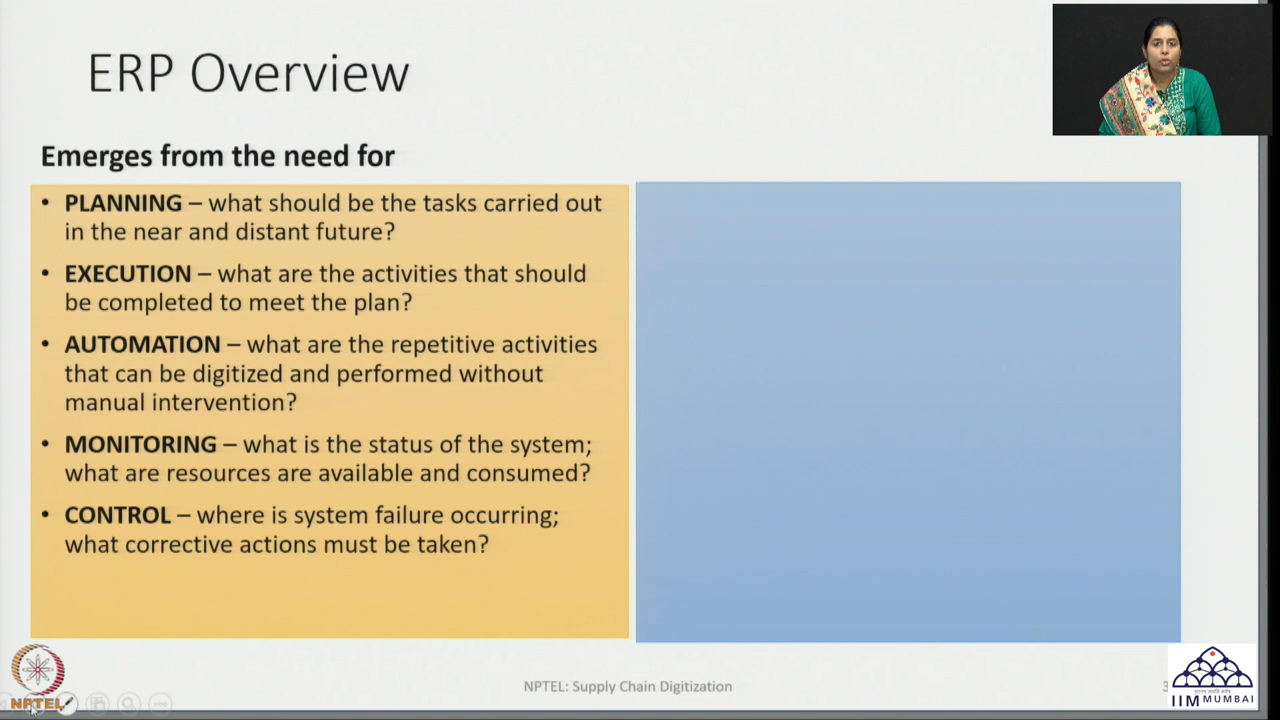 ERP Overview
Emerges from the need for
• PLANNING – what should be the tasks carried out
in the near and distant future?
• EXECUTION – what are the activities that should
be completed to meet the plan?
• AUTOMATION – what are the repetitive activities
that can be digitized and performed without
manual intervention?
• MONITORING – what is the status of the system;
what are resources are available and consumed?
• CONTROL – where is system failure occurring;
what corrective actions must be taken?
NPTEL
NPTEL: Supply Chain Digitization
IIM MUMBAI